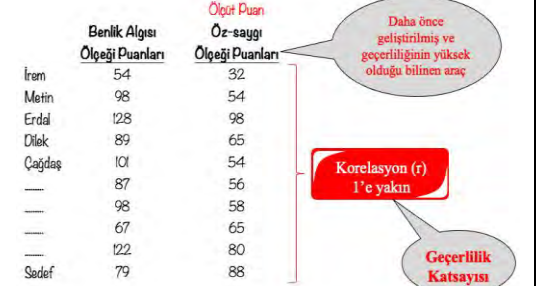 Ölçüt Puan
Benlik Algısı Öz-saygı
Ölçeği Puanları Ölçeği Puanları
İrem 54 32
Metin 98 54
Erdal 128 98
Dilek 89 65
Çağdaş 101 54
........ 87 56
........ 98 58
........ 67 65
........ 122 80
Sedef 79 88
Daha önce
geliştirilmiş ve
geçerliliğinin yüksek
olduğu bilinen araç
Korelasyon (r)
1’e yakın
Geçerlilik
Katsayısı